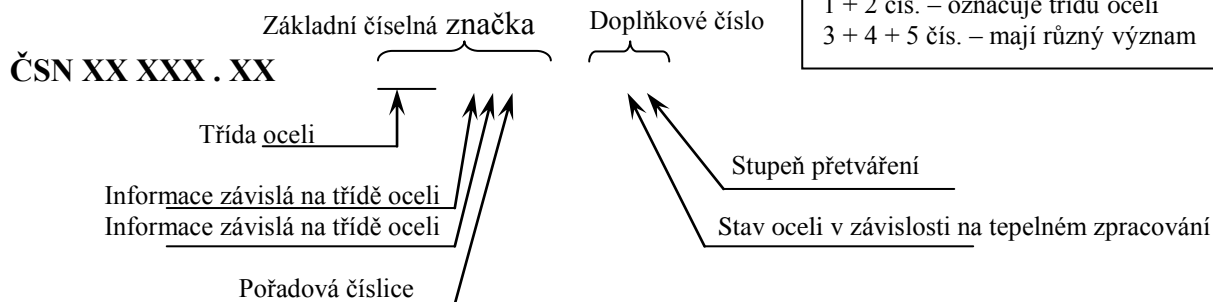 Základní číselná značka
Doplňkové číslo
1 + 2 čís. – označuje třídu oceli
3 + 4 + 5 čís. – mají různý význam
ČSN XX XXX . XX
Třída oceli
Stupeň přetváření
Informace závislá na třídě oceli
Informace závislá na třídě oceli
Stav oceli v závislosti na tepelném zpracování
Pořadová číslice